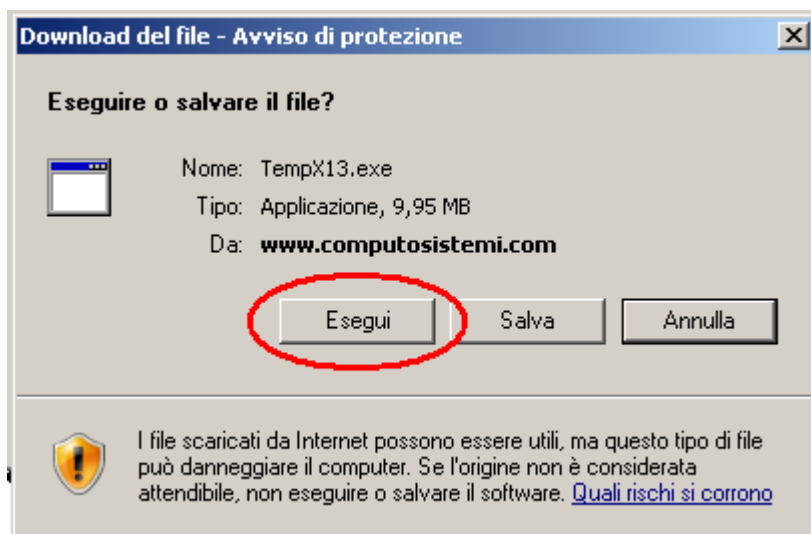 Download del file - Avviso di protezione
Eseguire o salvare il file?
Nome: TempX13.exe
Tipo: Applicazione, 9,95 MB
Da: www.computosistemi.com
Esegui Salva Annulla
I file scaricati da Internet possono essere utili, ma questo tipo di file
può danneggiare il computer. Se l'origine non è considerata
attendibile, non eseguire o salvare il software. Quali rischi si corrono